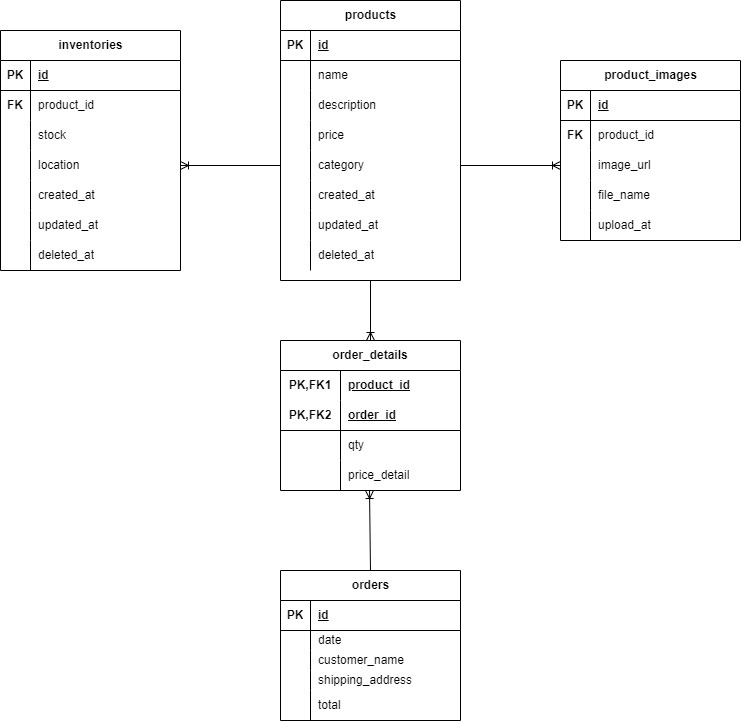 products
PK id
name
description
price
category
created_at
updated_at
deleted_at
inventories
PK id
FK product_id
stock
location
created_at
updated_at
deleted_at
product_images
PK id
FK product_id
image_url
file_name
upload_at
order_details
PK,FK1 product_id
PK,FK2 order_id
qty
price_detail
orders
PK id
date
customer_name
shipping_address
total